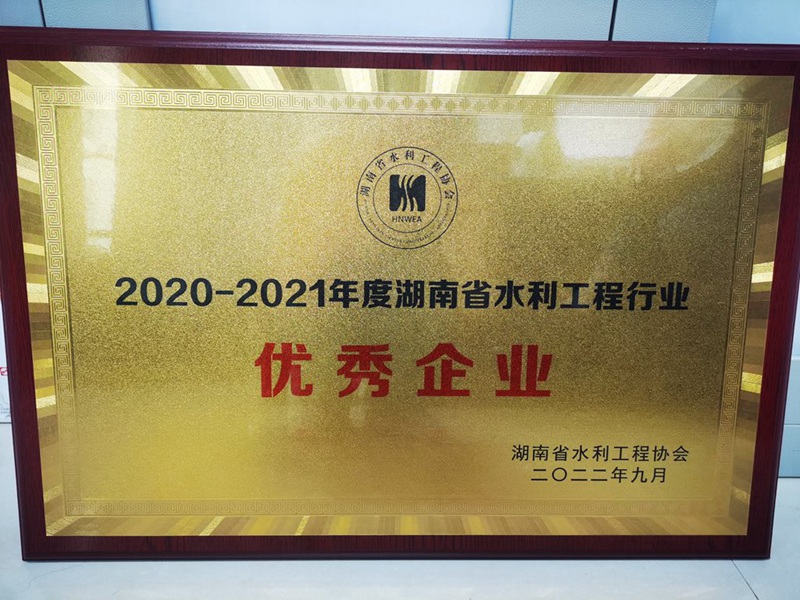 湖南省水利工程协会
HNWEA
2020-2021年度湖南省水利工程行业
优秀企业
湖南省水利工程协会
二〇二二年九月